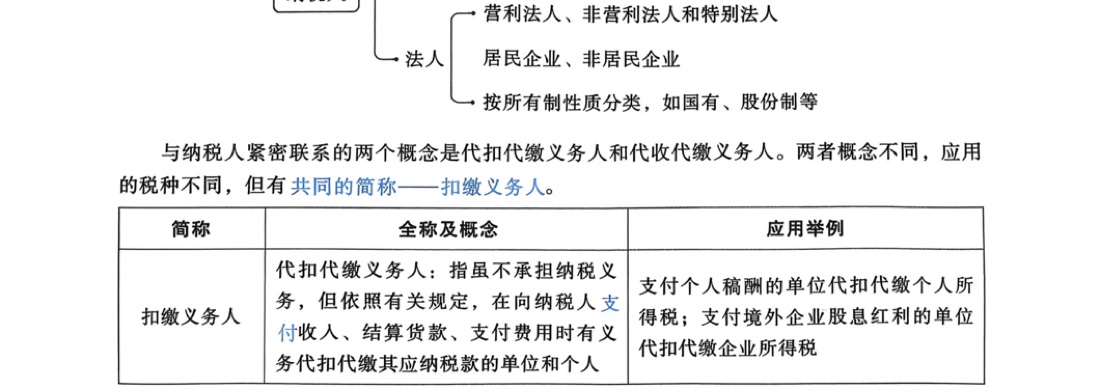 营利法人、非营利法人和特别法人
法人
居民企业、非居民企业
按所有制性质分类，如国有、股份制等
与纳税人紧密联系的两个概念是代扣代缴义务人和代收代缴义务人。两者概念不同，应用
的税种不同，但有共同的简称——扣缴义务人。
简称
全称及概念
应用举例
扣缴义务人
代扣代缴义务人：指虽不承担纳税义
务，但依照有关规定，在向纳税人支
付收入、结算货款、支付费用时有义
务代扣代缴其应纳税款的单位和个人
支付个人稿酬的单位代扣代缴个人所
得税；支付境外企业股息红利的单位
代扣代缴企业所得税